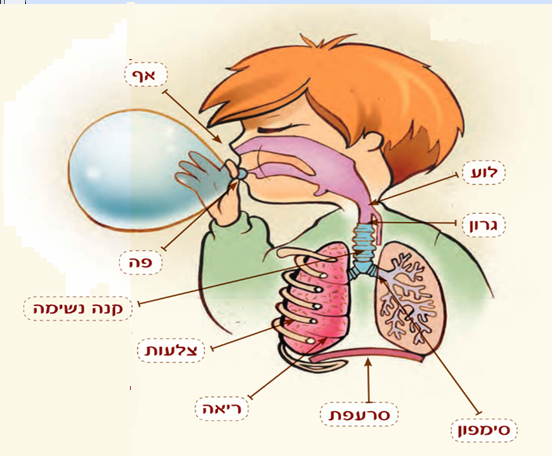 אף
לוע
גרון
פה
קנה נשימה
צלעות
ריאה
סרעפת
סימפון